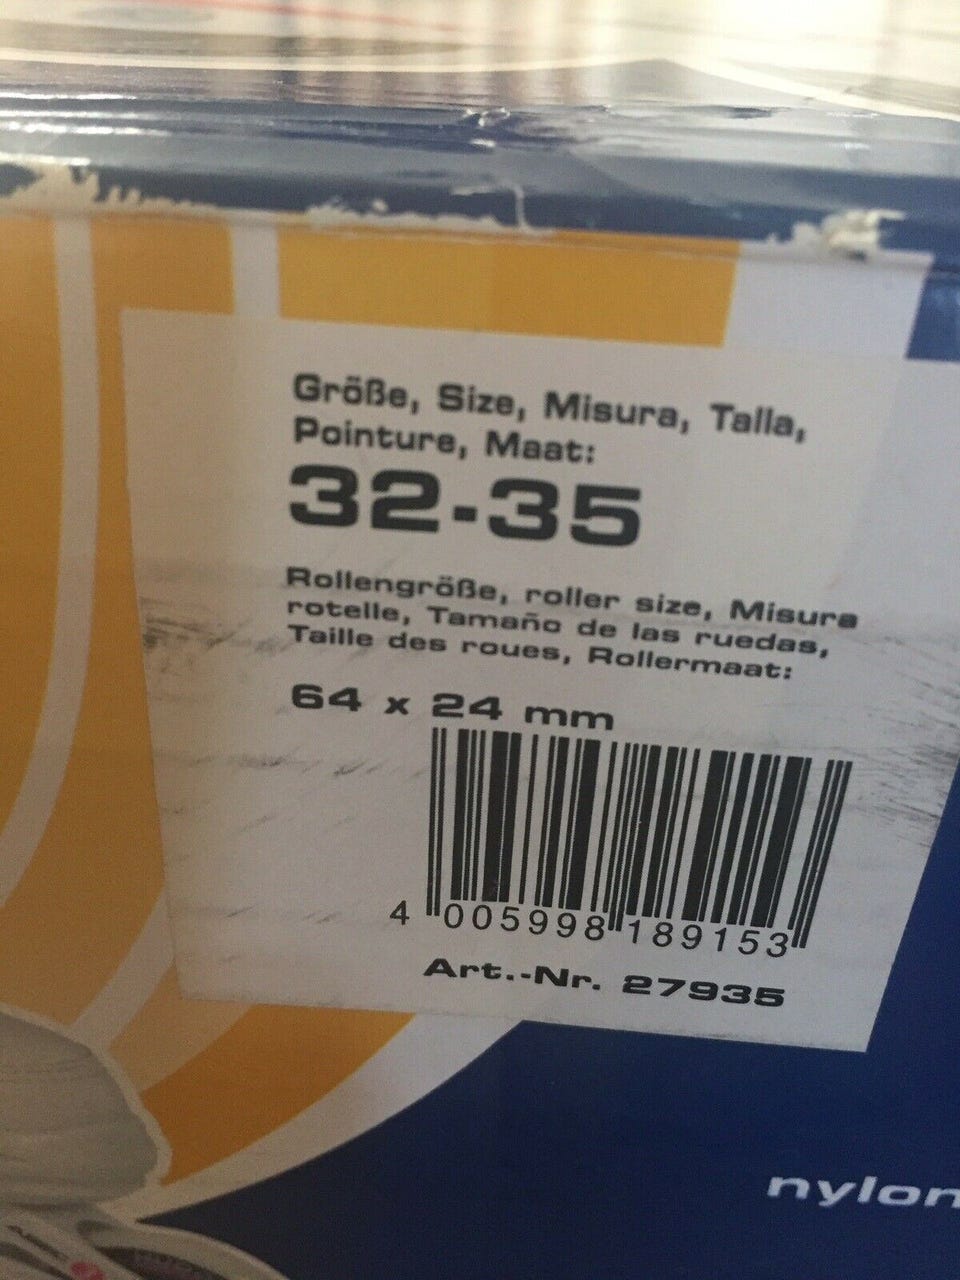 Größe, Size, Misura, Talla,
Pointure, Maat:
32-35
Rollengröße, roller size, Misura
rotelle, Tamaño de las ruedas,
Taille des roues, Rollermaat:
64 x 24 mm
4 005998 189153
Art.-Nr. 27935
nylon